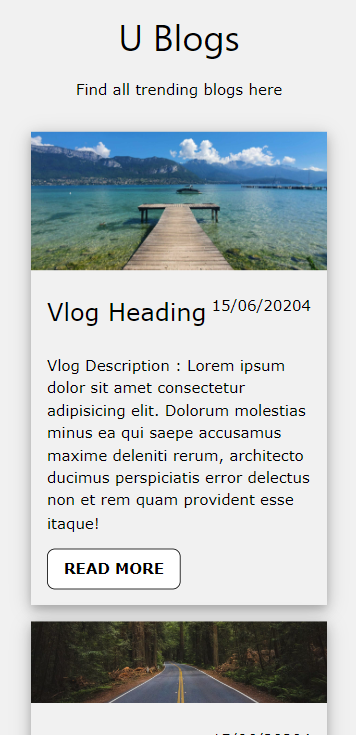 U Blogs
Find all trending blogs here
Vlog Heading 15/06/20204
Vlog Description : Lorem ipsum
dolor sit amet consectetur
adipisicing elit. Dolorum molestias
minus ea qui saepe accusamus
maxime deleniti rerum, architecto
ducimus perspiciatis error delectus
non et rem quam provident esse
itaque!
READ MORE